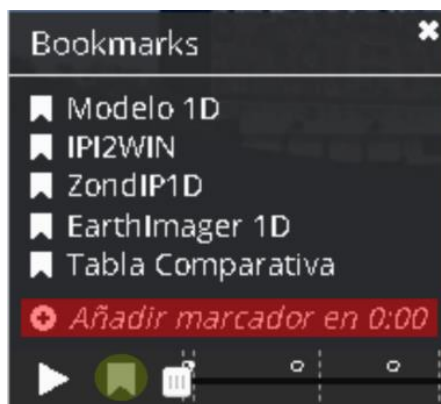 Bookmarks
Modelo 1D
IPI2WIN
ZondIP1D
EarthImager 1D
Tabla Comparativa
Añadir marcador en 0:00